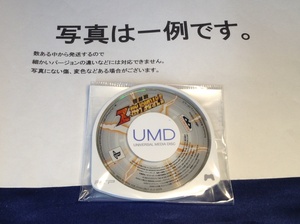 写真は一例です。
数ある中から発送するので
細かいバージョンの違いなどには対応できません。
写真にない傷、変色などある場合がございます。
UMD
UNIVERSAL MEDIA DISC